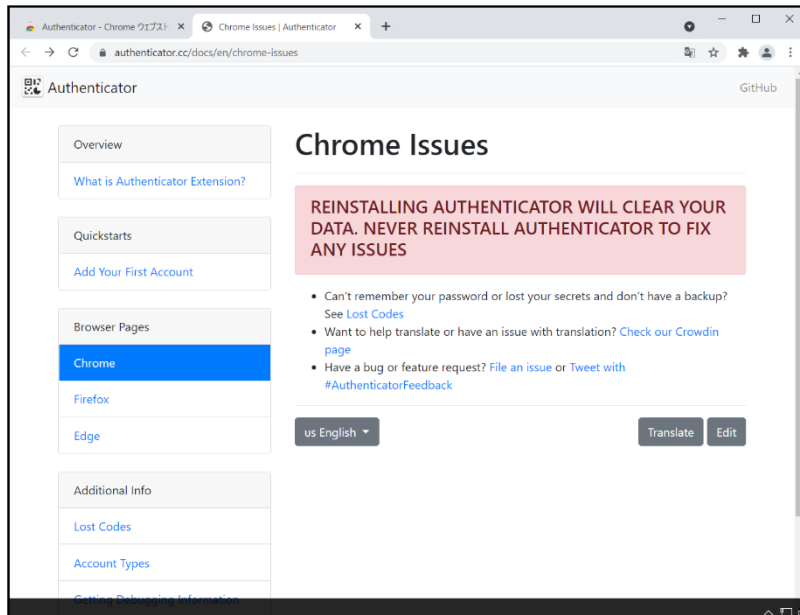 Authenticator - Chrome ウェブスト
Chrome Issues | Authenticator
authenticator.cc/docs/en/chrome-issues
Authenticator
GitHub
Overview
What is Authenticator Extension?
Quickstarts
Add Your First Account
Browser Pages
Chrome
Firefox
Edge
Additional Info
Lost Codes
Account Types
Getting Debugging Information
Chrome Issues
REINSTALLING AUTHENTICATOR WILL CLEAR YOUR
DATA. NEVER REINSTALL AUTHENTICATOR TO FIX
ANY ISSUES
Can't remember your password or lost your secrets and don't have a backup?
See Lost Codes
Want to help translate or have an issue with translation? Check our Crowdin
page
Have a bug or feature request? File an issue or Tweet with
#AuthenticatorFeedback
us English
Translate
Edit